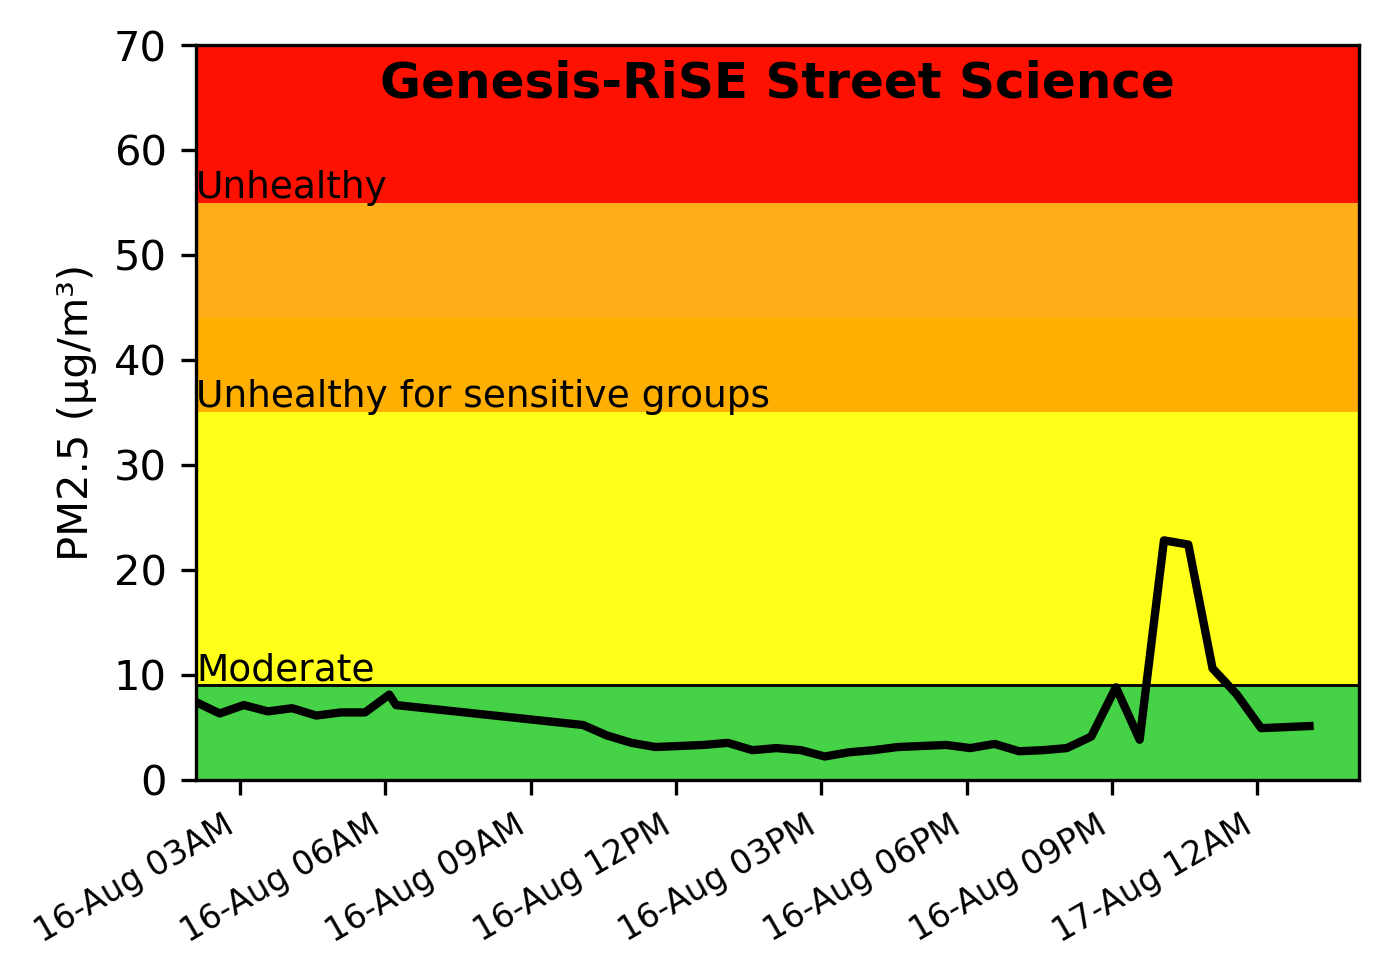 Genesis-RiSE Street Science
PM2.5 (µg/m³)
70
60
50
40
30
20
10
0
Unhealthy
Unhealthy for sensitive groups
Moderate
16-Aug 03AM
16-Aug 06AM
16-Aug 09AM
16-Aug 12PM
16-Aug 03PM
16-Aug 06PM
16-Aug 09PM
17-Aug 12AM